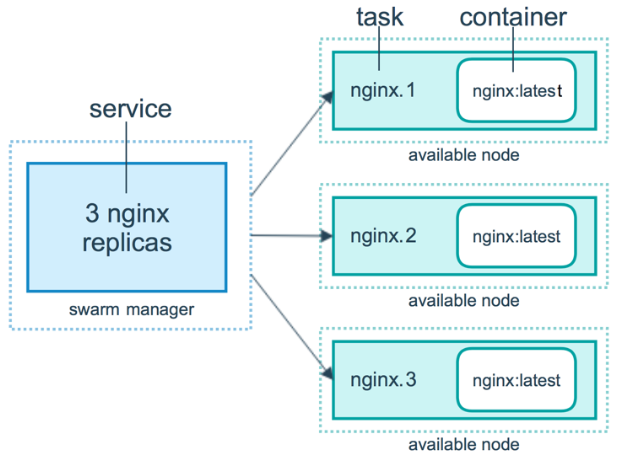 service
3 nginx
replicas
swarm manager
task
container
nginx.1
nginx:latest
available node
nginx.2
nginx:latest
available node
nginx.3
nginx:latest
available node